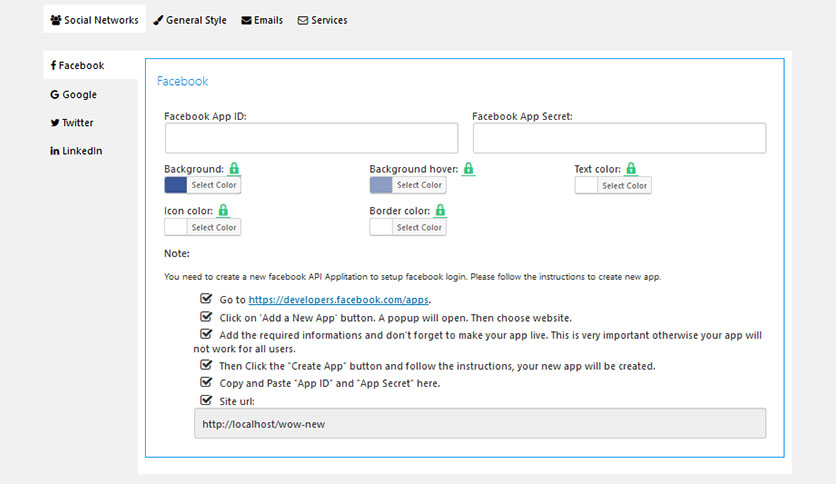 Social Networks General Style Emails Services
Facebook
Google
Twitter
LinkedIn
Facebook
Facebook App ID: Facebook App Secret:
Background: Background hover: Text color:
Select Color Select Color Select Color
Icon color: Border color:
Select Color Select Color
Note:
You need to create a new facebook API Applitation to setup facebook login. Please follow the instructions to create new app.
Go to https://developers.facebook.com/apps.
Click on 'Add a New App' button. A popup will open. Then choose website.
Add the required informations and don't forget to make your app live. This is very important otherwise your app will
not work for all users.
Then Click the "Create App" button and follow the instructions, your new app will be created.
Copy and Paste "App ID" and "App Secret" here.
Site url:
http://localhost/wow-new